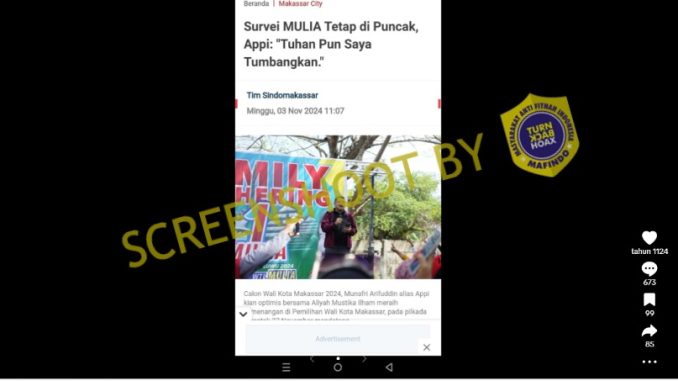 Beranda | Makassar City
Survei MULIA Tetap di Puncak,
Appi: "Tuhan Pun Saya
Tumbangkan."
Tim Sindomakassar
Minggu, 03 Nov 2024 11:07
MASYARAKAT ANTI FITNAH INDONESIA
TURN
BACK
HOAX
MAFINDO
SCREENSHOOT BY
MILY
HERING
MULIA
tahun 1124
673
99
85
Calon Wali Kota Makassar 2024, Munafri Arifuddin alias Appi
kian optimis bersama Aliyah Mustika Ilham meraih
menangan di Pemilihan Wali Kota Makassar, pada pilkada
Advertisement